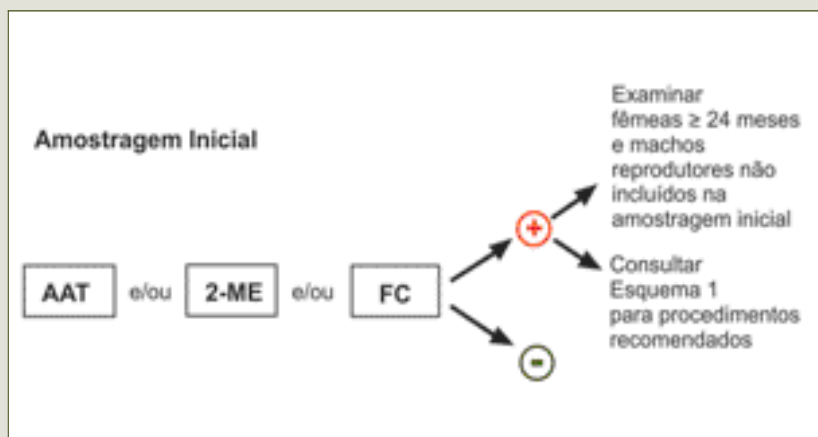 Amostragem Inicial
AAT e/ou 2-ME e/ou FC
+
Examinar
fêmeas ≥ 24 meses
e machos
reprodutores não
incluídos na
amostragem inicial
Consultar
Esquema 1
para procedimentos
recomendados
-